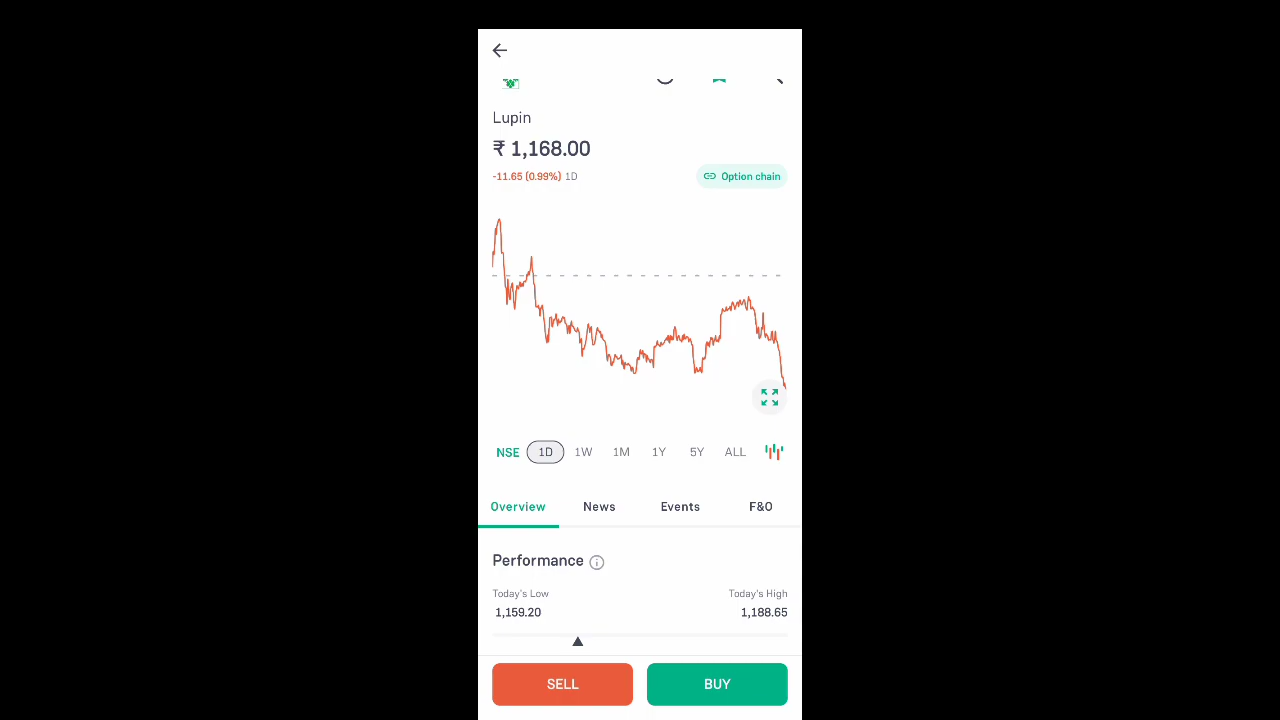 Lupin
₹ 1,168.00
-11.65 (0.99%) 1D
Option chain
NSE 1D 1W 1M 1Y 5Y ALL
Overview News Events F&O
Performance
Today's Low Today's High
1,159.20 1,188.65
SELL BUY